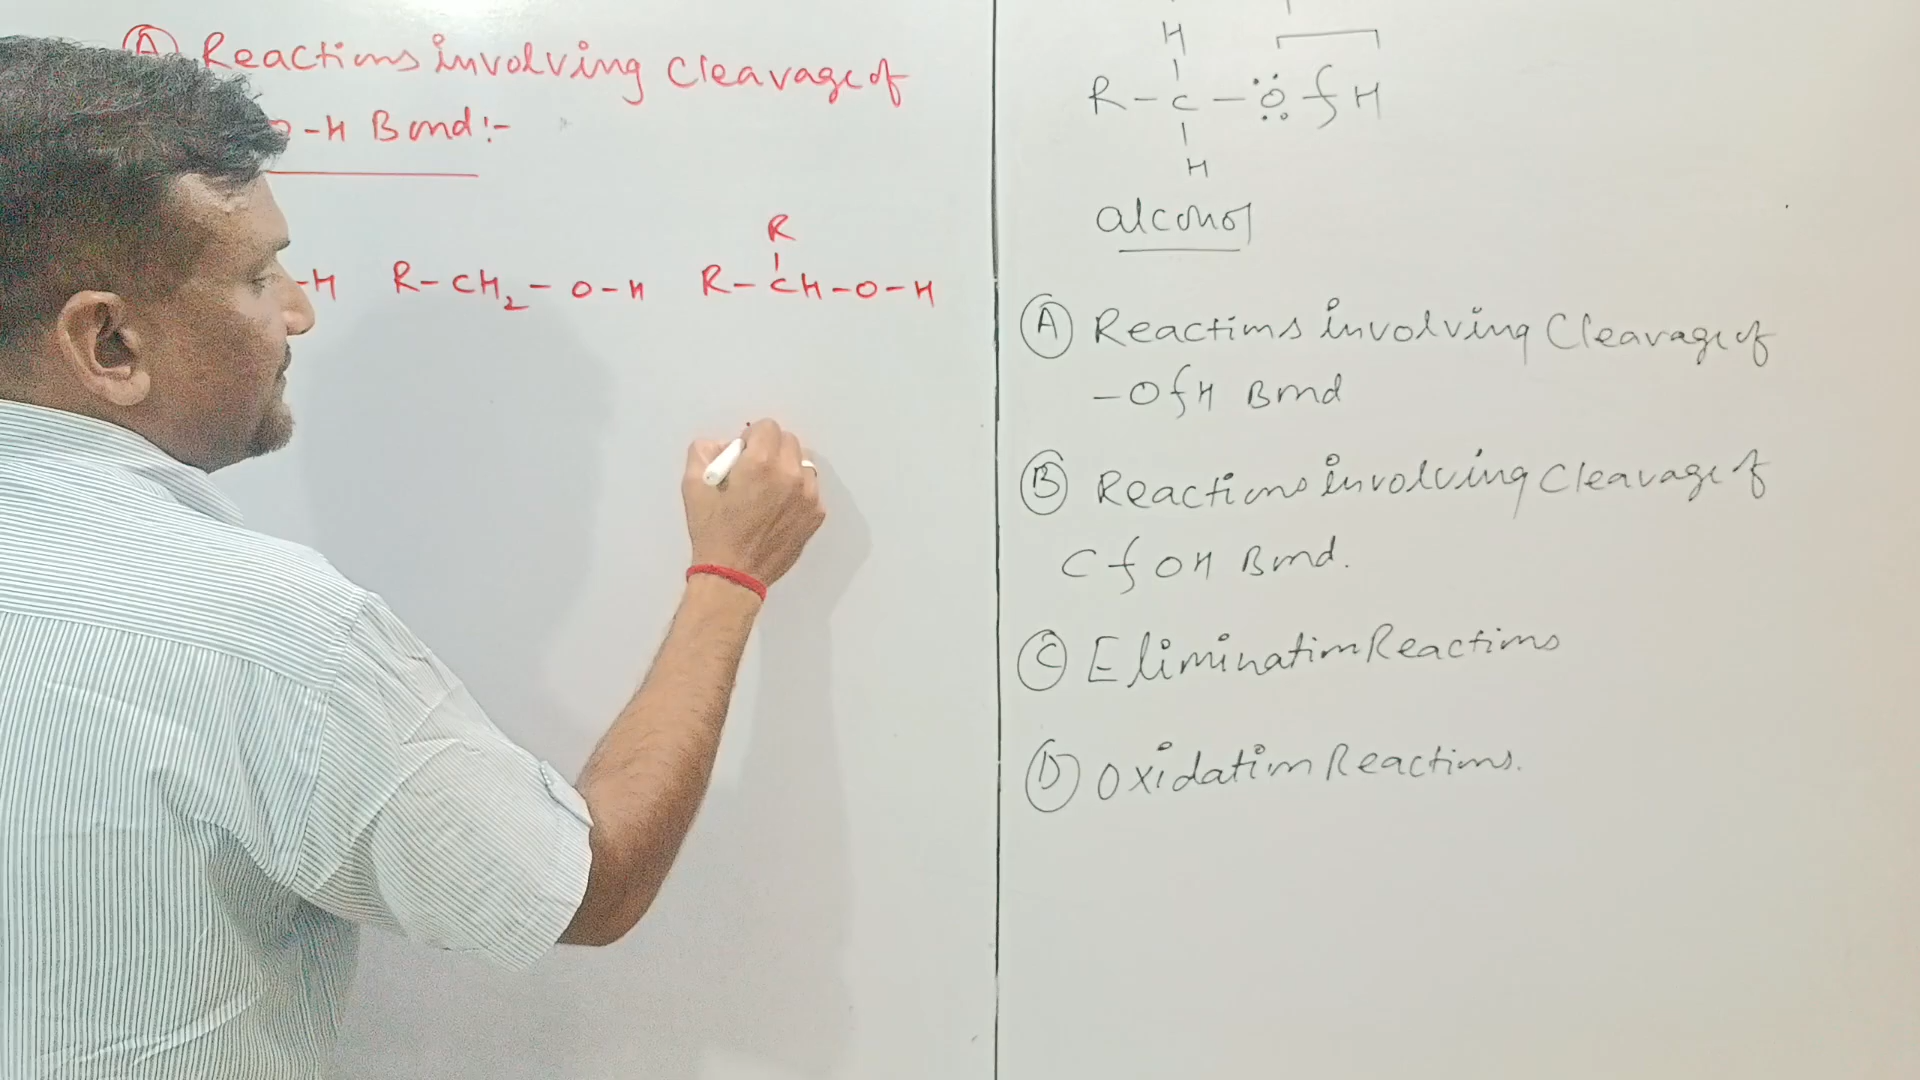 Ⓐ Reactions involving Cleavage of
O-H Bond:-
R
-H R-CH₂-O-H R-CH-O-H
H
R-C-O ʃ H
H
alcohol
Ⓐ Reactions involving Cleavage of
-O ʃ H Bond
Ⓑ Reactions involving Cleavage of
C ʃ OH Bond.
Ⓒ Elimination Reactions
Ⓓ Oxidation Reactions.